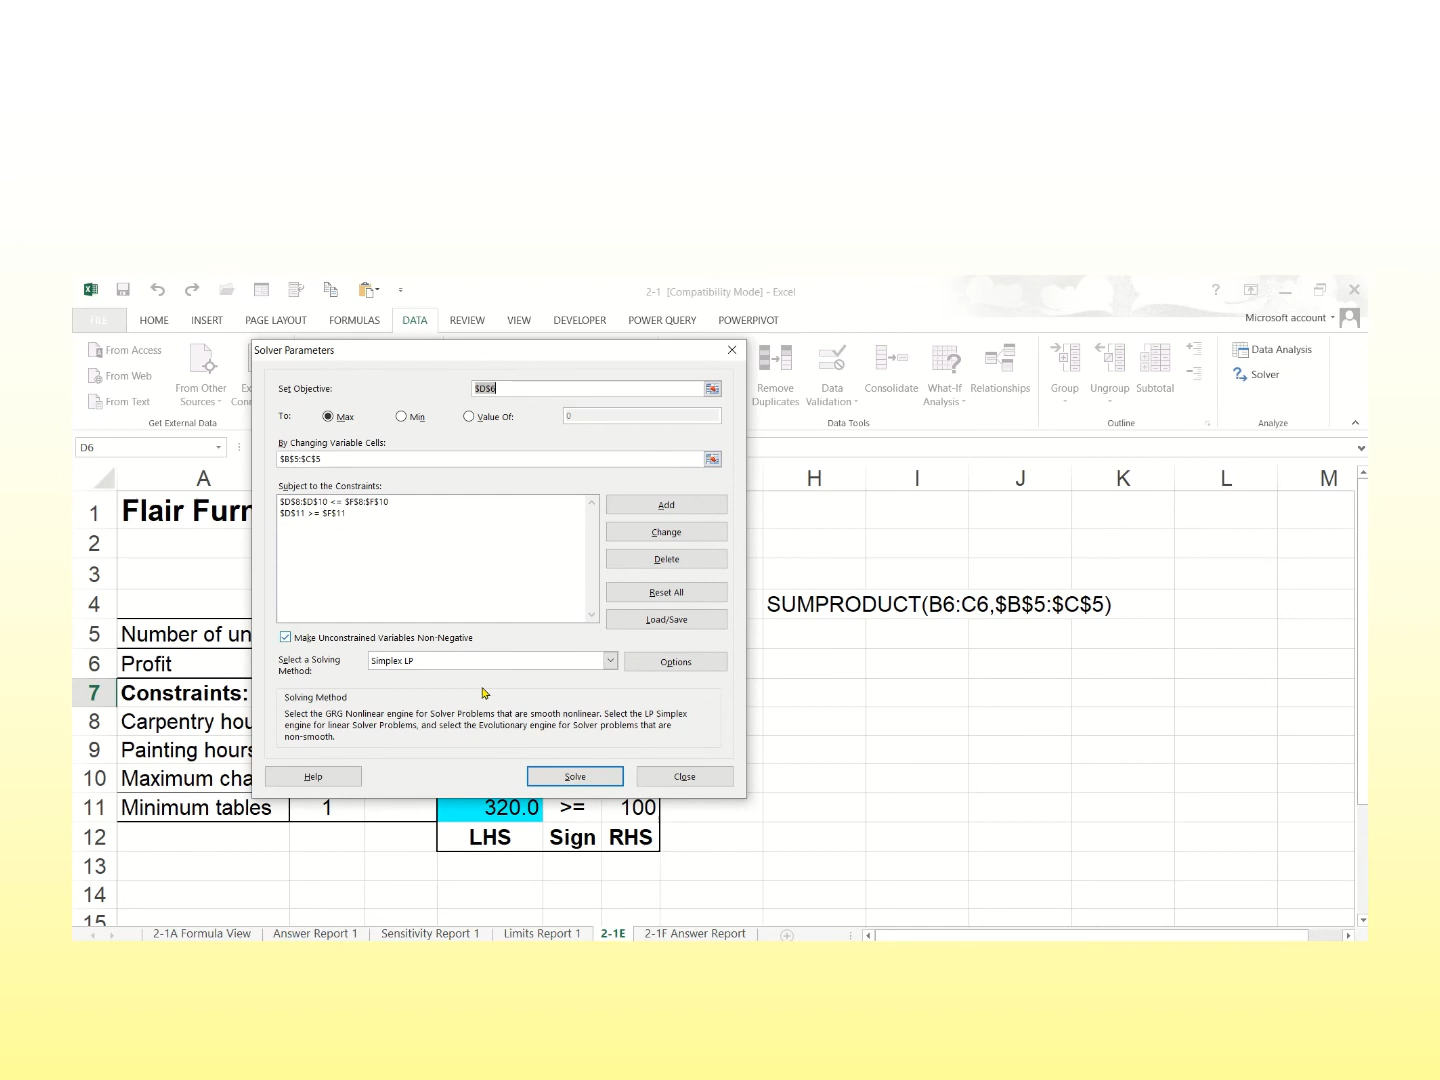 2-1 [Compatibility Mode] - Excel
?
FILE HOME INSERT PAGE LAYOUT FORMULAS DATA REVIEW VIEW DEVELOPER POWER QUERY POWERPIVOT Microsoft account
From Access
From Web
From Text
From Other
Sources
Get External Data
Remove
Duplicates
Data
Validation
Consolidate
What-If
Analysis
Relationships
Data Tools
Group
Ungroup
Subtotal
Outline
Data Analysis
Solver
Analyze
D6
Solver Parameters
Set Objective: $D$6
To: Max Min Value Of: 0
By Changing Variable Cells:
$B$5:$C$5
Subject to the Constraints:
$D$8:$D$10 <= $F$8:$F$10
$D$11 >= $F$11
Add
Change
Delete
Reset All
Load/Save
Make Unconstrained Variables Non-Negative
Select a Solving
Method:
Simplex LP
Options
Solving Method
Select the GRG Nonlinear engine for Solver Problems that are smooth nonlinear. Select the LP Simplex
engine for linear Solver Problems, and select the Evolutionary engine for Solver problems that are
non-smooth.
Help Solve Close
A H I J K L M
1 Flair Furn
2
3
4 SUMPRODUCT(B6:C6,$B$5:$C$5)
5 Number of un
6 Profit
7 Constraints:
8 Carpentry hou
9 Painting hours
10 Maximum cha
11 Minimum tables 1 320.0 >= 100
12 LHS Sign RHS
13
14
15
2-1A Formula View Answer Report 1 Sensitivity Report 1 Limits Report 1 2-1E 2-1F Answer Report